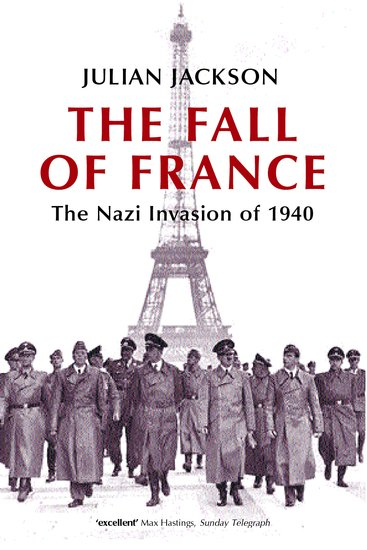 JULIAN JACKSON
THE FALL
OF FRANCE
The Nazi Invasion of 1940
'excellent' Max Hastings, Sunday Telegraph